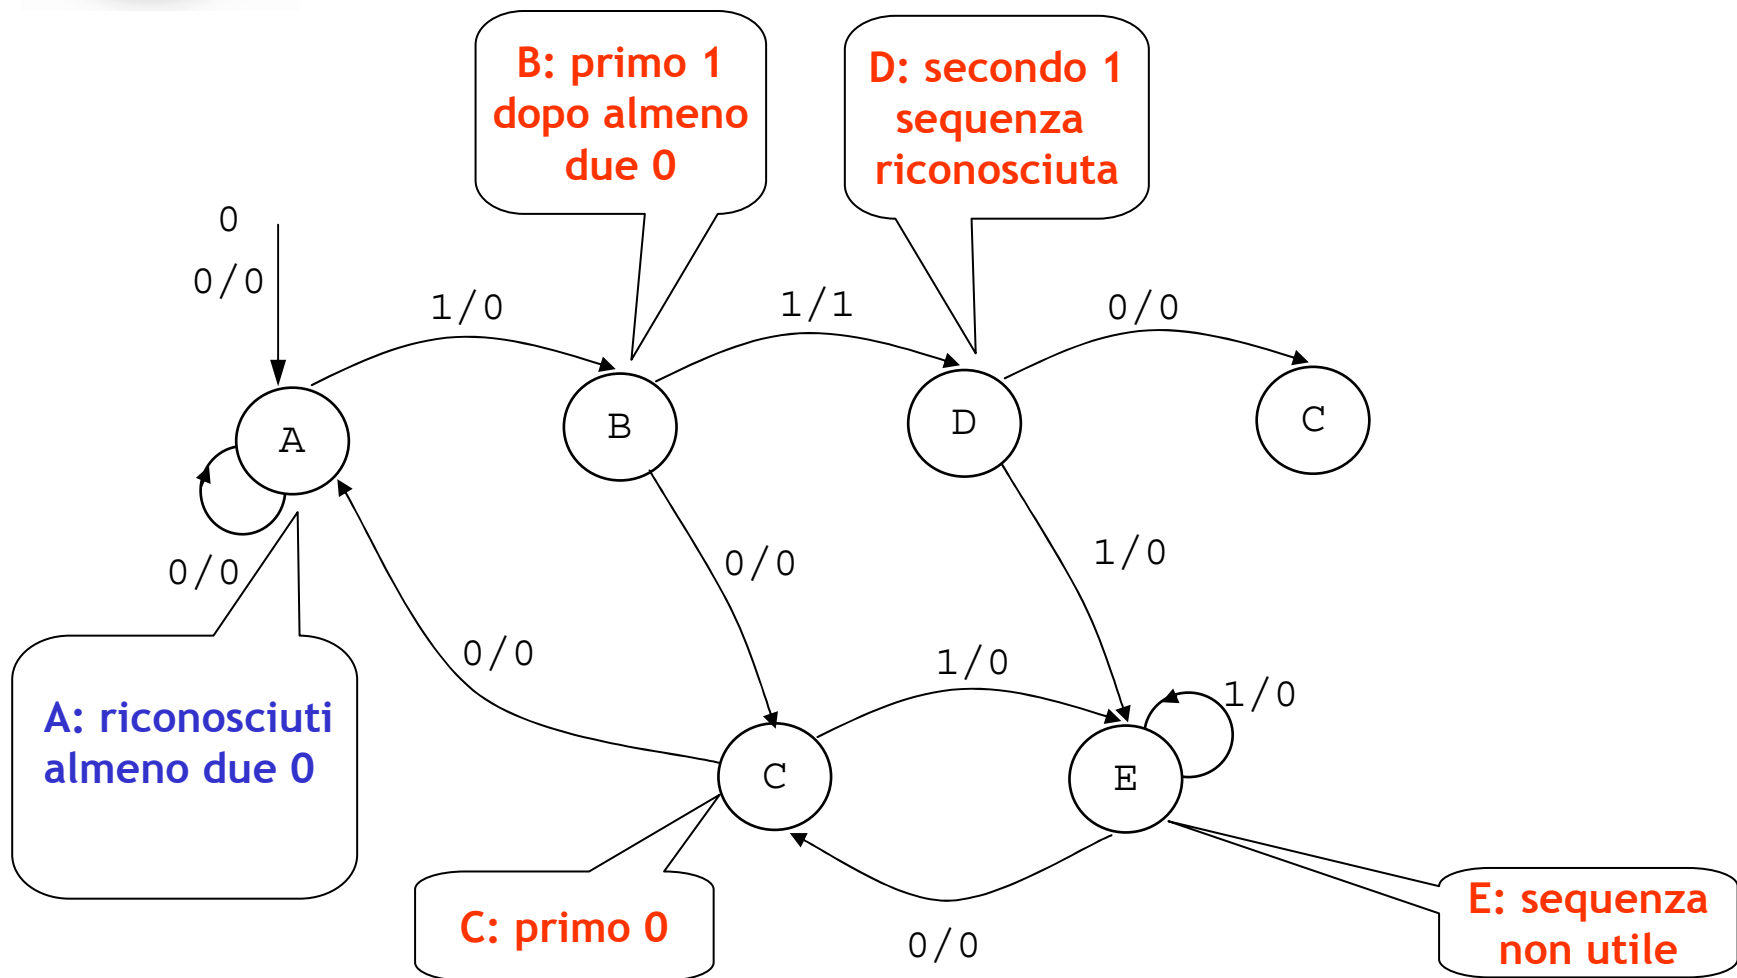 B: primo 1
dopo almeno
due 0
D: secondo 1
sequenza
riconosciuta
0
0/0
1/0
1/1
0/0
A
B
D
C
0/0
0/0
1/0
0/0
1/0
1/0
A: riconosciuti
almeno due 0
C
E
C: primo 0
0/0
E: sequenza
non utile